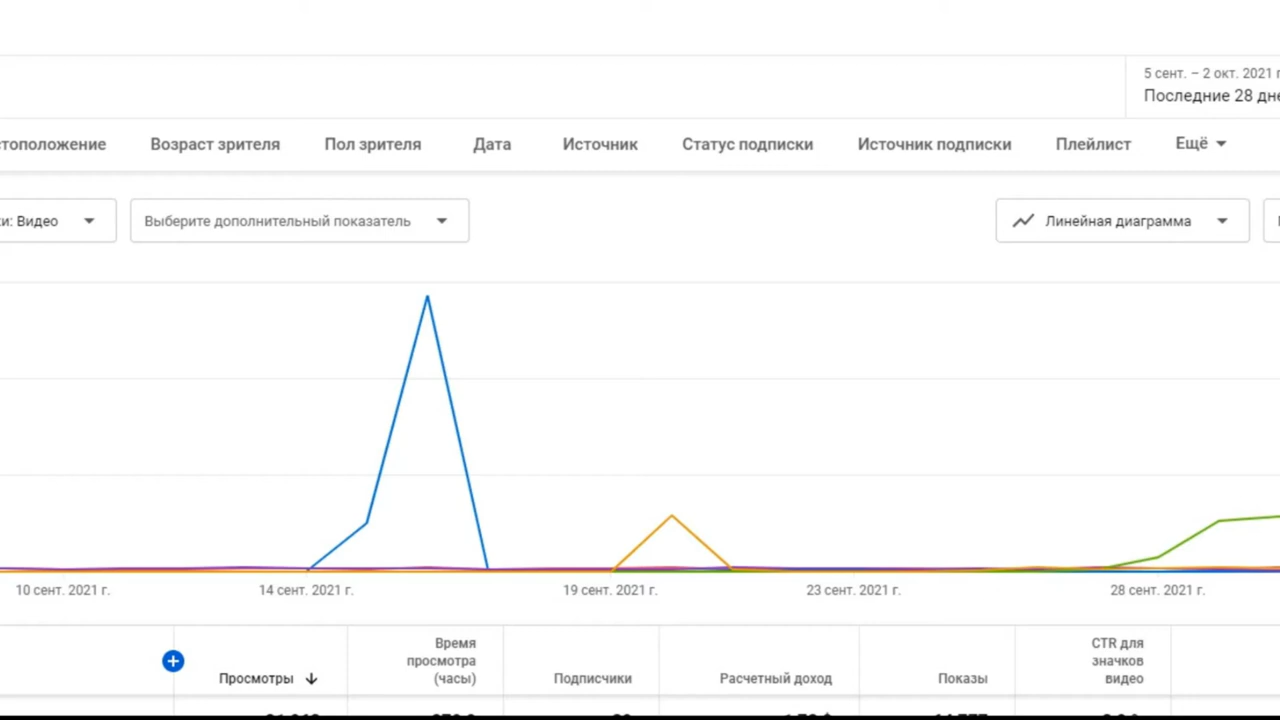 5 сент. – 2 окт. 2021 г
Последние 28 дне
стоположение Возраст зрителя Пол зрителя Дата Источник Статус подписки Источник подписки Плейлист Ещё
ки: Видео Выберите дополнительный показатель Линейная диаграмма
10 сент. 2021 г. 14 сент. 2021 г. 19 сент. 2021 г. 23 сент. 2021 г. 28 сент. 2021 г.
Просмотры
Время
просмотра
(часы)
Подписчики
Расчетный доход
Показы
CTR для
значков
видео